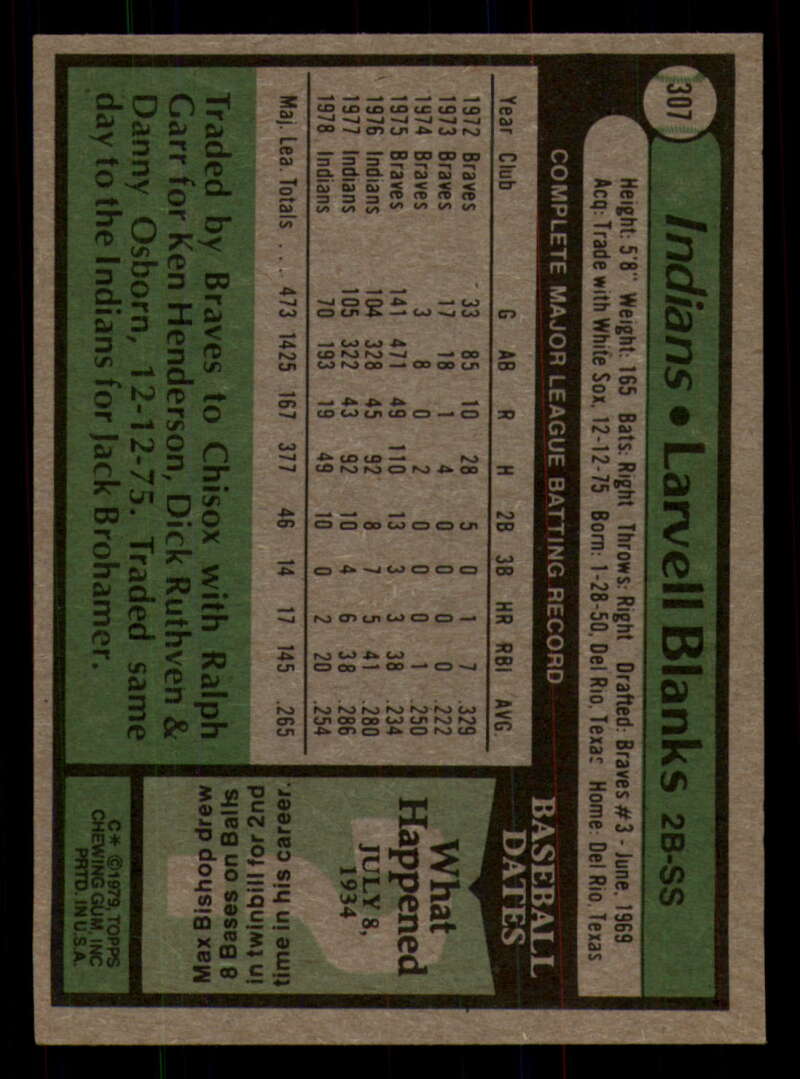 307
Indians • Larvell Blanks 2B-SS
Height: 5'8" Weight: 165 Bats: Right Throws: Right Drafted: Braves #3 - June, 1969
Acq: Trade with White Sox, 12-12-75 Born: 1-28-50, Del Rio, Texas Home: Del Rio, Texas
COMPLETE MAJOR LEAGUE BATTING RECORD
Year Club G AB R H 2B 3B HR RBI AVG.
1972 Braves 33 85 10 28 5 0 1 7 .329
1973 Braves 17 18 1 4 0 0 0 0 .222
1974 Braves 3 8 0 2 0 0 0 1 .250
1975 Braves 141 471 49 110 13 3 3 38 .234
1976 Indians 104 328 45 92 8 7 5 41 .280
1977 Indians 105 322 43 92 10 4 6 38 .286
1978 Indians 70 193 19 49 10 0 2 20 .254
Maj. Lea. Totals .... 473 1425 167 377 46 14 17 145 .265
Traded by Braves to Chisox with Ralph
Garr for Ken Henderson, Dick Ruthven &
Danny Osborn, 12-12-75. Traded same
day to the Indians for Jack Brohamer.
BASEBALL
DATES
What
Happened
JULY 8,
1934
Max Bishop drew
8 Bases on Balls
in twinbill for 2nd
time in his career.
C* ©1979, TOPPS
CHEWING GUM, INC
PRTD. IN U.S.A.